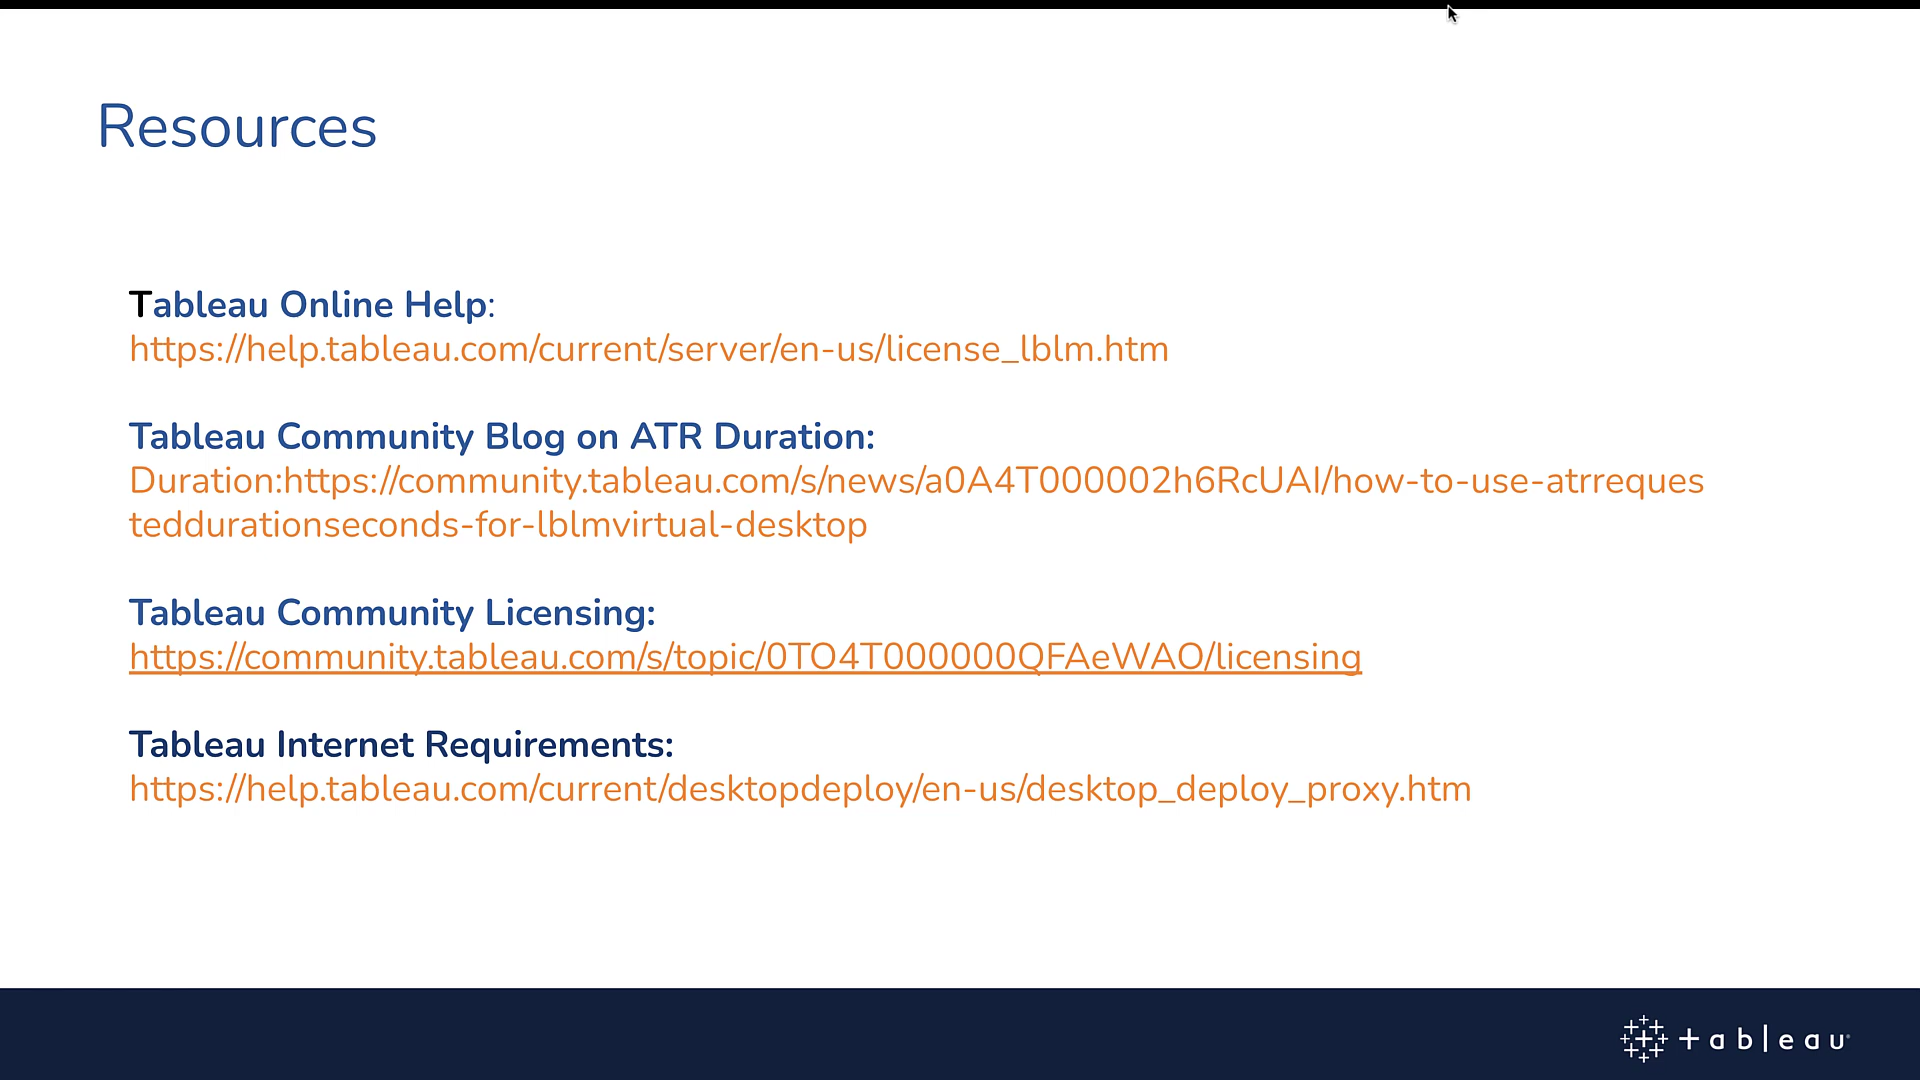 Resources
Tableau Online Help:
https://help.tableau.com/current/server/en-us/license_lblm.htm
Tableau Community Blog on ATR Duration:
Duration:https://community.tableau.com/s/news/a0A4T000002h6RcUAI/how-to-use-atrreques
teddurationseconds-for-lblmvirtual-desktop
Tableau Community Licensing:
https://community.tableau.com/s/topic/0TO4T000000QFAeWAO/licensing
Tableau Internet Requirements:
https://help.tableau.com/current/desktopdeploy/en-us/desktop_deploy_proxy.htm
+ableau